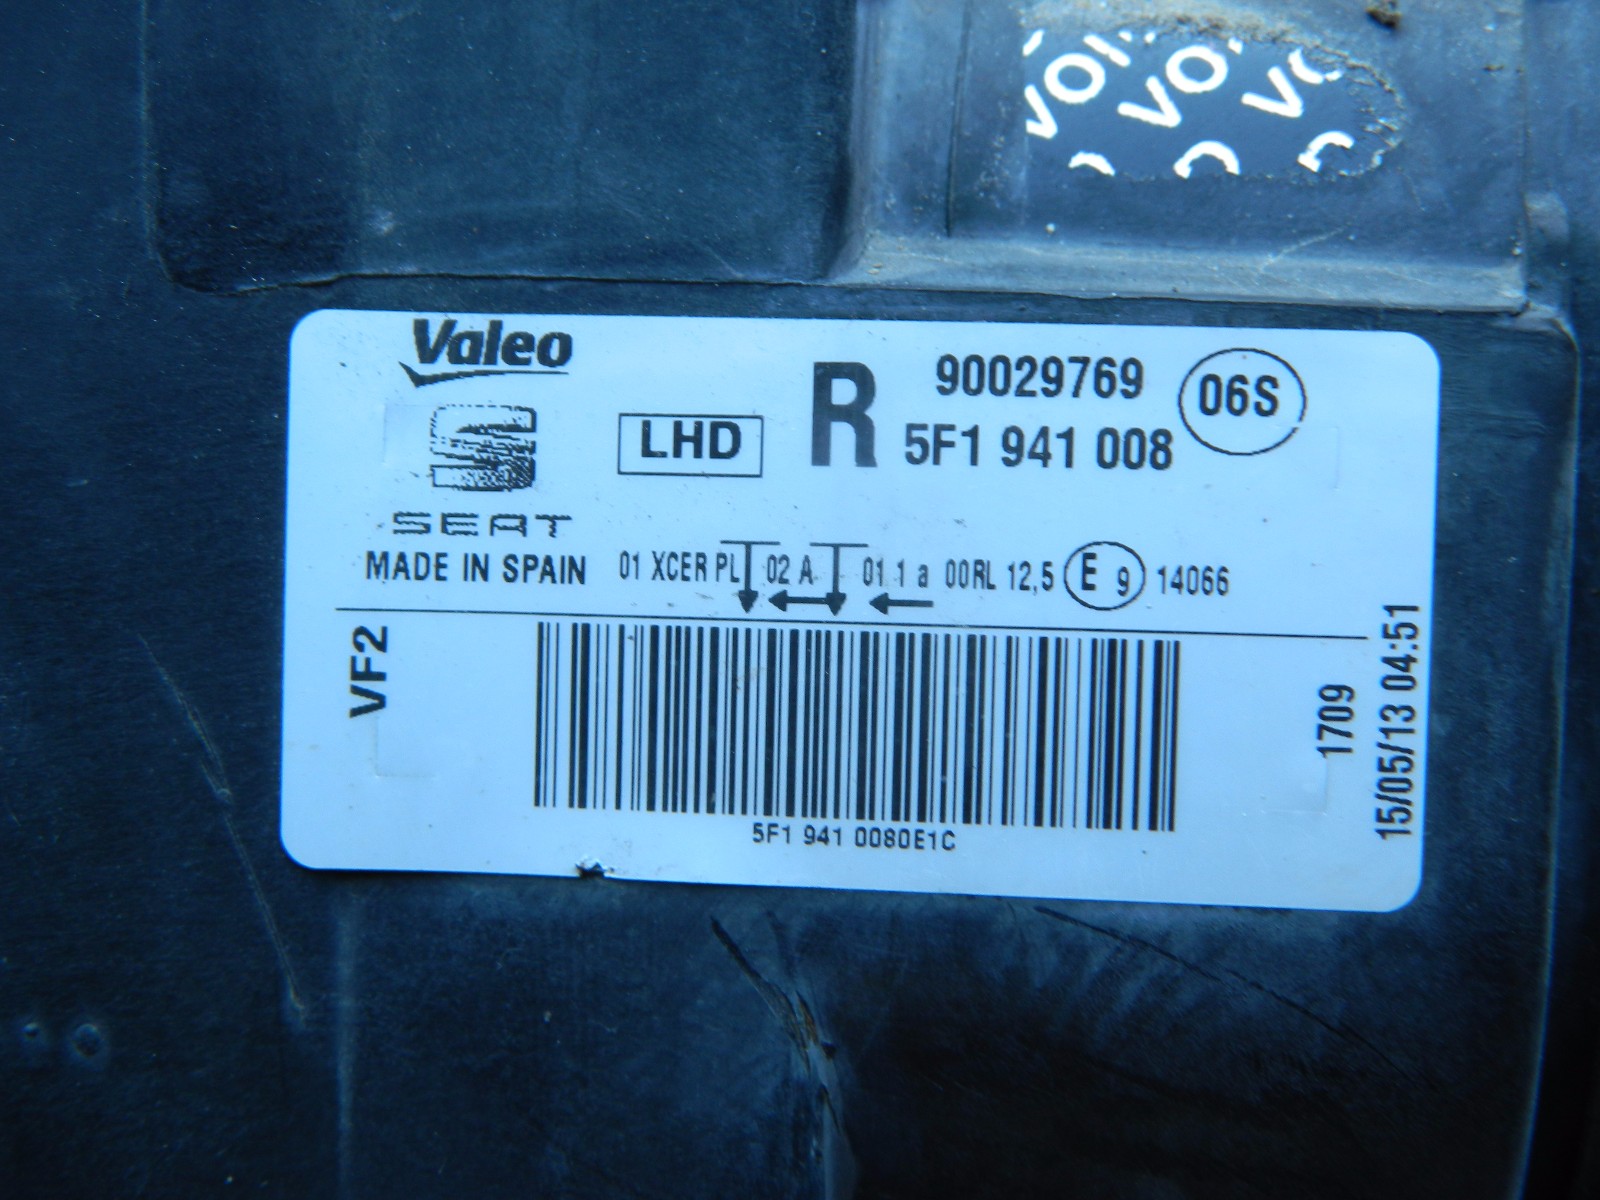 Valeo
SEAT
MADE IN SPAIN
LHD
R
90029769
5F1 941 008
06S
01 XCER PL 02 A 01 1 a 00RL 12,5 E 9 14066
VF2
5F1 941 0080E1C
1709
15/05/13 04:51